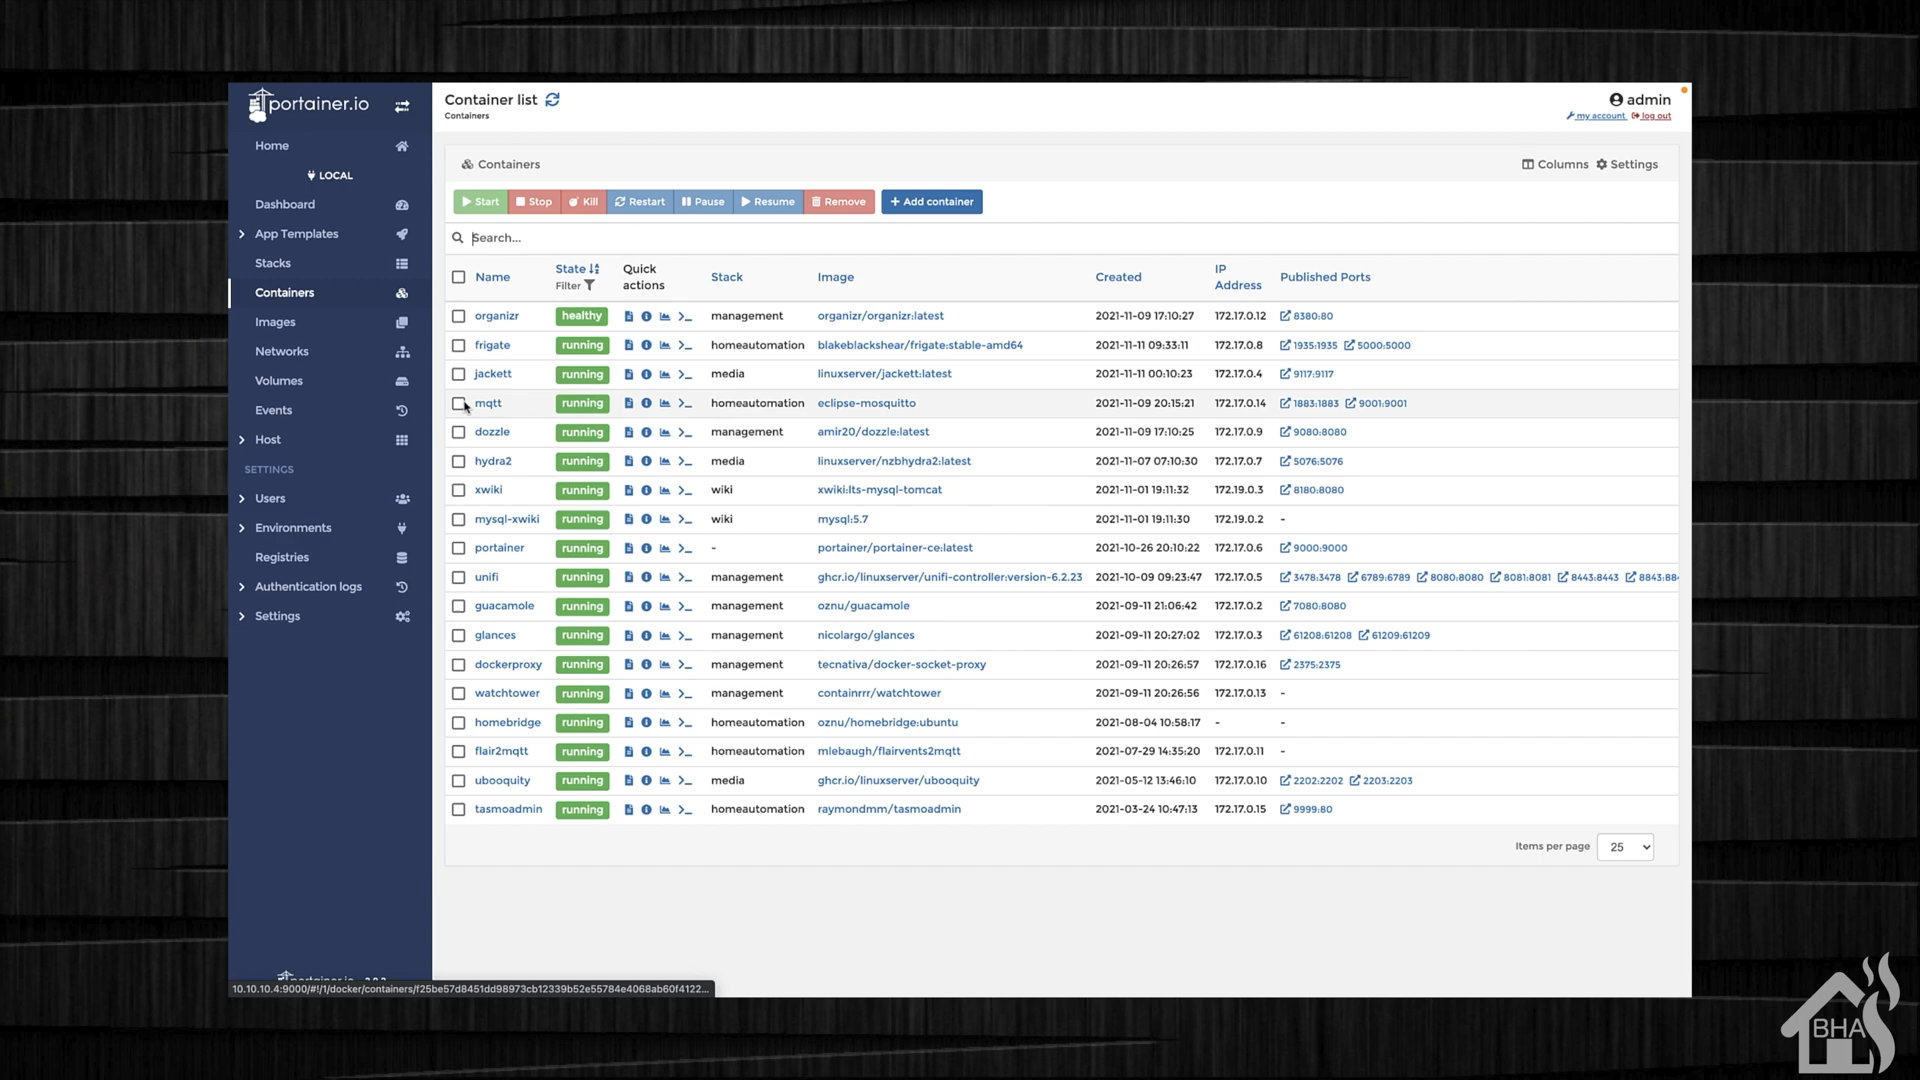 portainer.io
Container list
Containers
admin
my account log out
Home
LOCAL
Dashboard
App Templates
Stacks
Containers
Images
Networks
Volumes
Events
Host
SETTINGS
Users
Environments
Registries
Authentication logs
Settings
Containers
Columns Settings
Start Stop Kill Restart Pause Resume Remove Add container
Search...
Name State Filter Quick actions Stack Image Created IP Address Published Ports
organizr healthy management organizr/organizr:latest 2021-11-09 17:10:27 172.17.0.12 8380:80
frigate running homeautomation blakeblackshear/frigate:stable-amd64 2021-11-11 09:33:11 172.17.0.8 1935:1935 5000:5000
jackett running media linuxserver/jackett:latest 2021-11-11 00:10:23 172.17.0.4 9117:9117
mqtt running homeautomation eclipse-mosquitto 2021-11-09 20:15:21 172.17.0.14 1883:1883 9001:9001
dozzle running management amir20/dozzle:latest 2021-11-09 17:10:25 172.17.0.9 9080:8080
hydra2 running media linuxserver/nzbhydra2:latest 2021-11-07 07:10:30 172.17.0.7 5076:5076
xwiki running wiki xwiki:lts-mysql-tomcat 2021-11-01 19:11:32 172.19.0.3 8180:8080
mysql-xwiki running wiki mysql:5.7 2021-11-01 19:11:30 172.19.0.2 -
portainer running - portainer/portainer-ce:latest 2021-10-26 20:10:22 172.17.0.6 9000:9000
unifi running management ghcr.io/linuxserver/unifi-controller:version-6.2.23 2021-10-09 09:23:47 172.17.0.5 3478:3478 6789:6789 8080:8080 8081:8081 8443:8443 8843:88
guacamole running management oznu/guacamole 2021-09-11 21:06:42 172.17.0.2 7080:8080
glances running management nicolargo/glances 2021-09-11 20:27:02 172.17.0.3 61208:61208 61209:61209
dockerproxy running management tecnativa/docker-socket-proxy 2021-09-11 20:26:57 172.17.0.16 2375:2375
watchtower running management containrrr/watchtower 2021-09-11 20:26:56 172.17.0.13 -
homebridge running homeautomation oznu/homebridge:ubuntu 2021-08-04 10:58:17 - -
flair2mqtt running homeautomation mlebaugh/flairvents2mqtt 2021-07-29 14:35:20 172.17.0.11 -
ubooquity running media ghcr.io/linuxserver/ubooquity 2021-05-12 13:46:10 172.17.0.10 2202:2202 2203:2203
tasmoadmin running homeautomation raymondmm/tasmoadmin 2021-03-24 10:47:13 172.17.0.15 9999:80
Items per page 25
10.10.10.4:9000/#!/1/docker/containers/f25be57d8451dd98973cb12339b52e55784e4068ab60f4122...
BHA